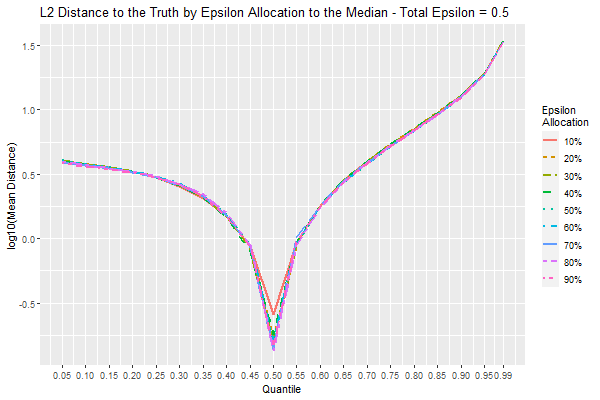 L2 Distance to the Truth by Epsilon Allocation to the Median - Total Epsilon = 0.5
log10(Mean Distance)
1.5
1.0
0.5
0.0
-0.5
0.05 0.10 0.15 0.20 0.25 0.30 0.35 0.40 0.45 0.50 0.55 0.60 0.65 0.70 0.75 0.80 0.85 0.90 0.95 0.99
Quantile
Epsilon
Allocation
10%
20%
30%
40%
50%
60%
70%
80%
90%